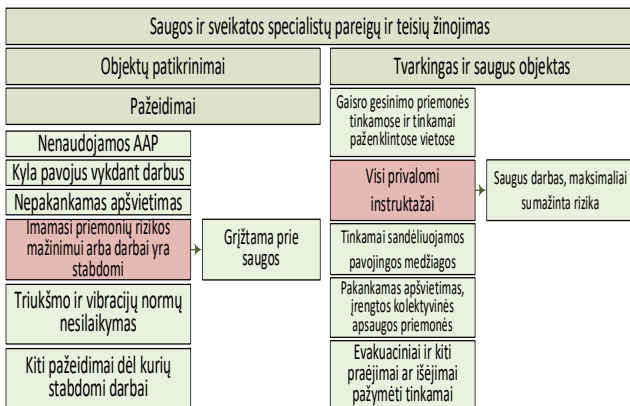 Saugos ir sveikatos specialistų pareigų ir teisių žinojimas
Objektų patikrinimai
Pažeidimai
Nenaudojamos AAP
Kyla pavojus vykdant darbus
Nepakankamas apšvietimas
Imamasi priemonių rizikos
mažinimui arba darbai yra
stabdomi
Grįžtama prie
saugos
Triukšmo ir vibracijų normų
nesilaikymas
Kiti pažeidimai dėl kurių
stabdomi darbai
Tvarkingas ir saugus objektas
Gaisro gesinimo priemonės
tinkamose ir tinkamai
paženklintose vietose
Visi privalomi
instruktažai
Saugus darbas, maksimaliai
sumažinta rizika
Tinkamai sandėliuojamos
pavojingos medžiagos
Pakankamas apšvietimas,
įrengtos kolektyvinės
apsaugos priemonės
Evakuaciniai ir kiti
praėjimai ar išėjimai
pažymėti tinkamai